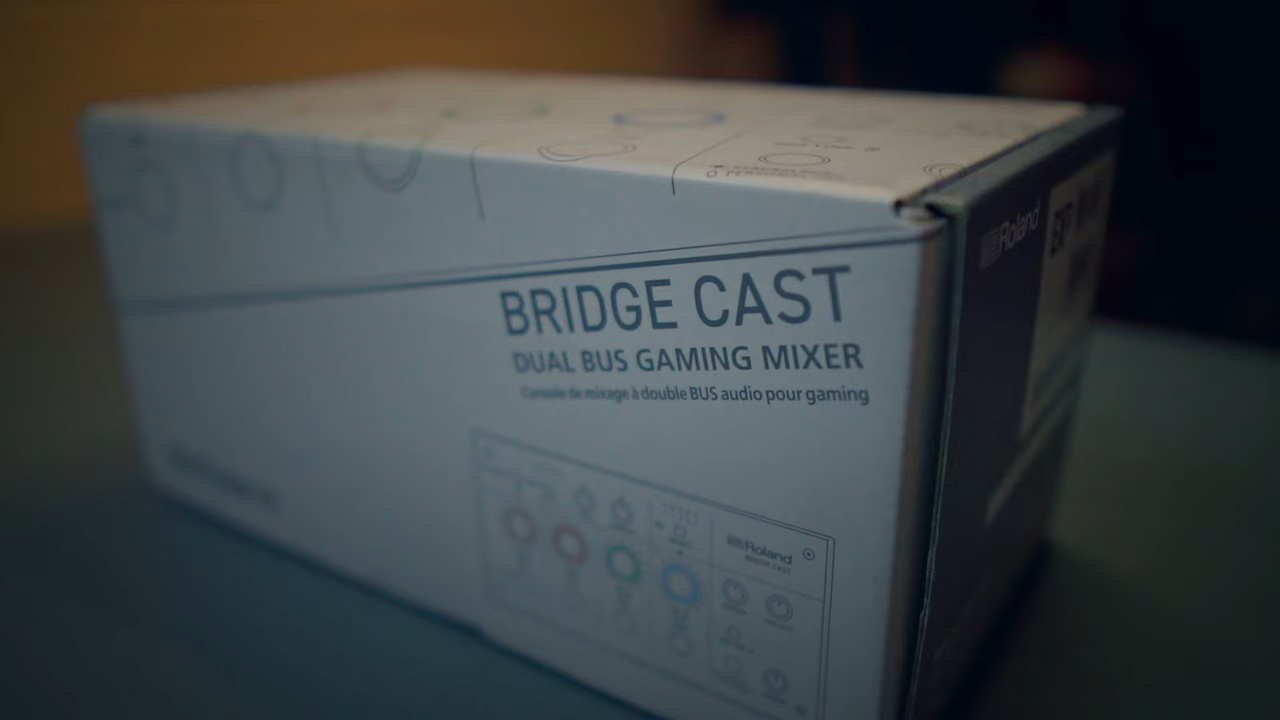 BRIDGE CAST
DUAL BUS GAMING MIXER
Console de mixage à double BUS audio pour gaming
Roland
BRIDGE CAST
Roland